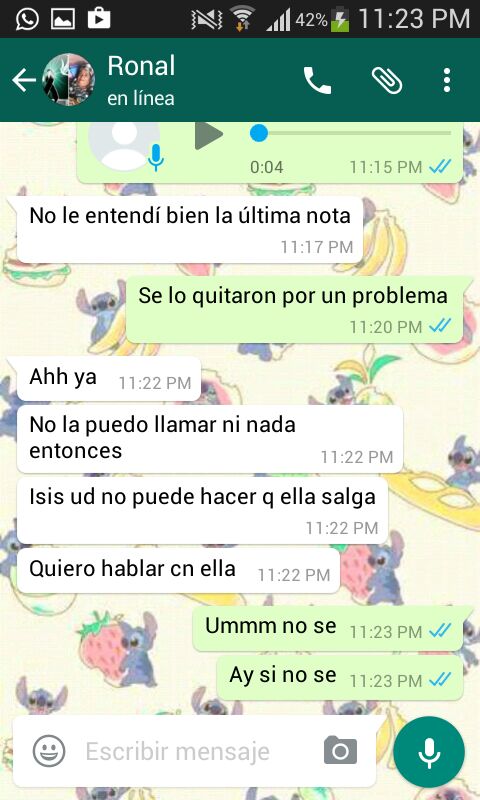 42% 11:23 PM
Ronal
en línea
0:04 11:15 PM
No le entendí bien la última nota
11:17 PM
Se lo quitaron por un problema
11:20 PM
Ahh ya 11:22 PM
No la puedo llamar ni nada
entonces 11:22 PM
Isis ud no puede hacer q ella salga
11:22 PM
Quiero hablar cn ella 11:22 PM
Ummm no se 11:23 PM
Ay si no se 11:23 PM
Escribir mensaje